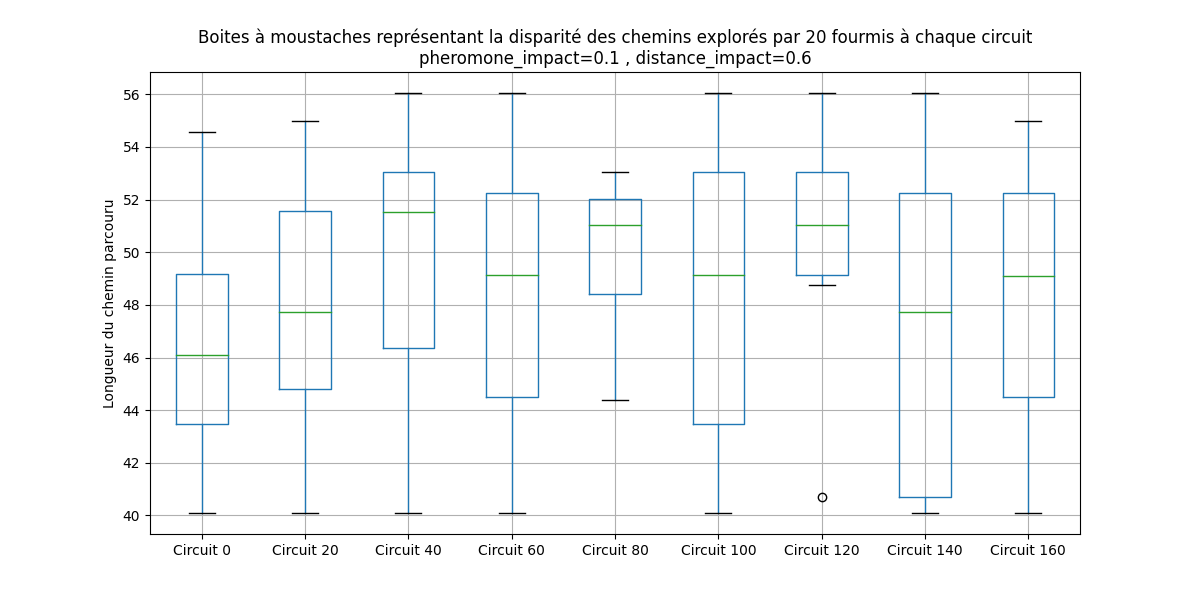 Boites à moustaches représentant la disparité des chemins explorés par 20 fourmis à chaque circuit
pheromone_impact=0.1 , distance_impact=0.6
Longueur du chemin parcouru
56
54
52
50
48
46
44
42
40
Circuit 0 Circuit 20 Circuit 40 Circuit 60 Circuit 80 Circuit 100 Circuit 120 Circuit 140 Circuit 160